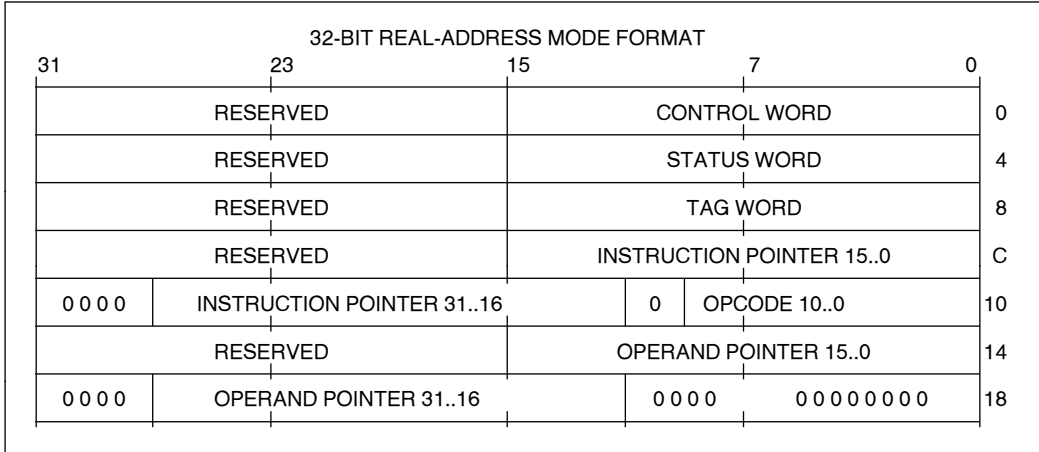 32-BIT REAL-ADDRESS MODE FORMAT
31 23 15 7 0
RESERVED CONTROL WORD 0
RESERVED STATUS WORD 4
RESERVED TAG WORD 8
RESERVED INSTRUCTION POINTER 15..0 C
0 0 0 0 INSTRUCTION POINTER 31..16 0 OPCODE 10..0 10
RESERVED OPERAND POINTER 15..0 14
0 0 0 0 OPERAND POINTER 31..16 0 0 0 0 0 0 0 0 0 0 0 0 18